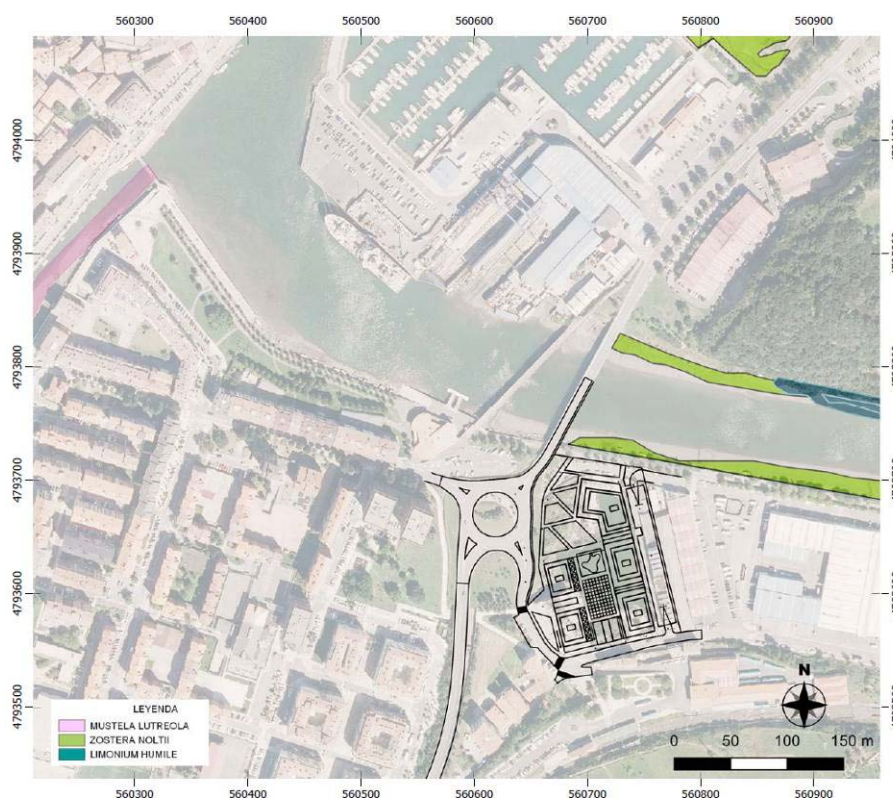 560300 560400 560500 560600 560700 560800 560900
4794000
4793900
4793800
4793700
4793600
4793500
LEYENDA
MUSTELA LUTREOLA
ZOSTERA NOLTII
LIMONIUM HUMILE
N
0 50 100 150 m
560300 560400 560500 560600 560700 560800 560900